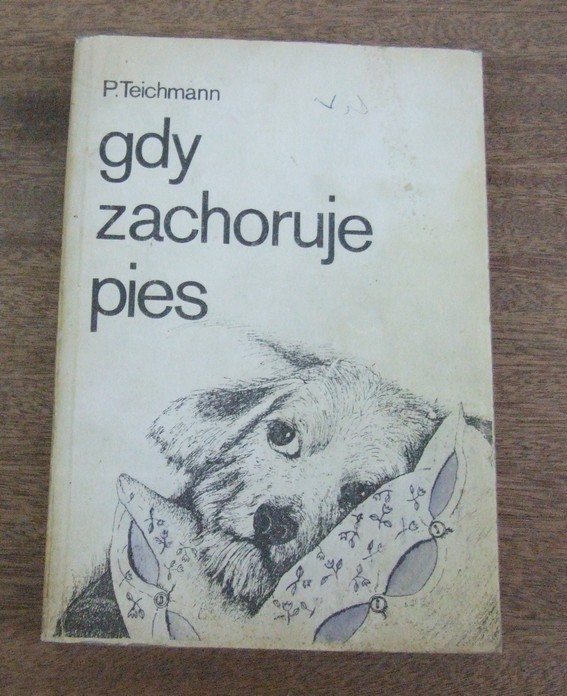 P.Teichmann
gdy
zachoruje
pies